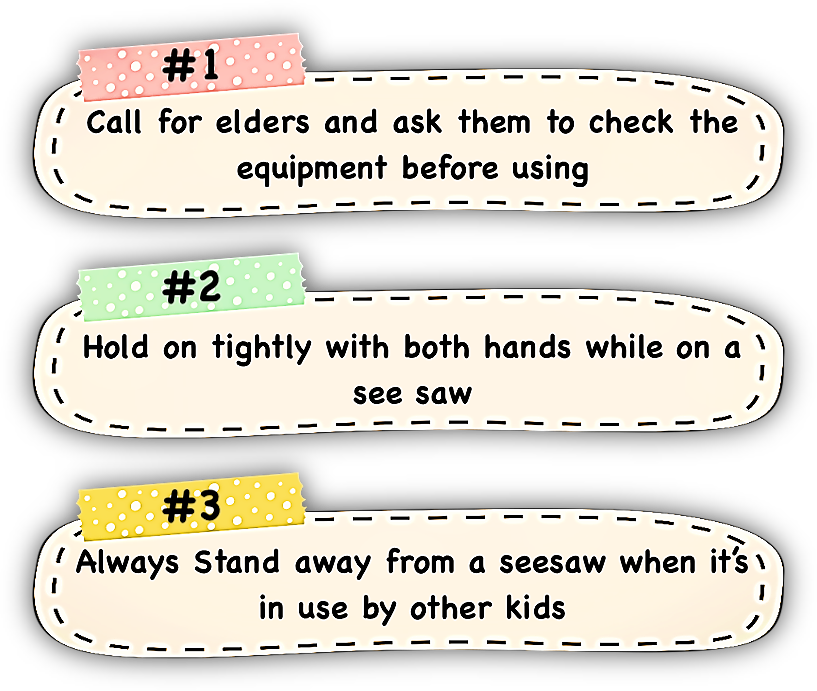 #1
Call for elders and ask them to check the
equipment before using
#2
Hold on tightly with both hands while on a
see saw
#3
Always Stand away from a seesaw when it's
in use by other kids